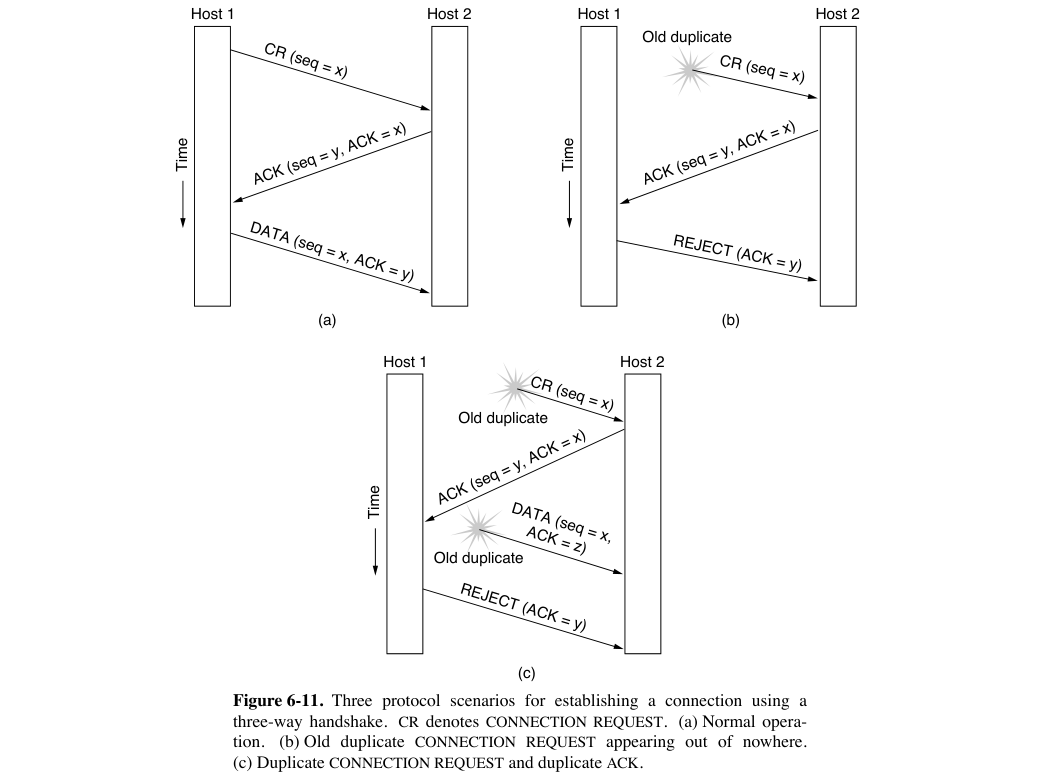 Host 1
Host 2
CR (seq = x)
ACK (seq = y, ACK = x)
DATA (seq = x, ACK = y)
Time
(a)
Host 1
Host 2
Old duplicate
CR (seq = x)
ACK (seq = y, ACK = x)
REJECT (ACK = y)
Time
(b)
Host 1
Host 2
CR (seq = x)
Old duplicate
ACK (seq = y, ACK = x)
DATA (seq = x,
ACK = z)
Old duplicate
REJECT (ACK = y)
Time
(c)
Figure 6-11. Three protocol scenarios for establishing a connection using a
three-way handshake. CR denotes CONNECTION REQUEST. (a) Normal opera-
tion. (b) Old duplicate CONNECTION REQUEST appearing out of nowhere.
(c) Duplicate CONNECTION REQUEST and duplicate ACK.